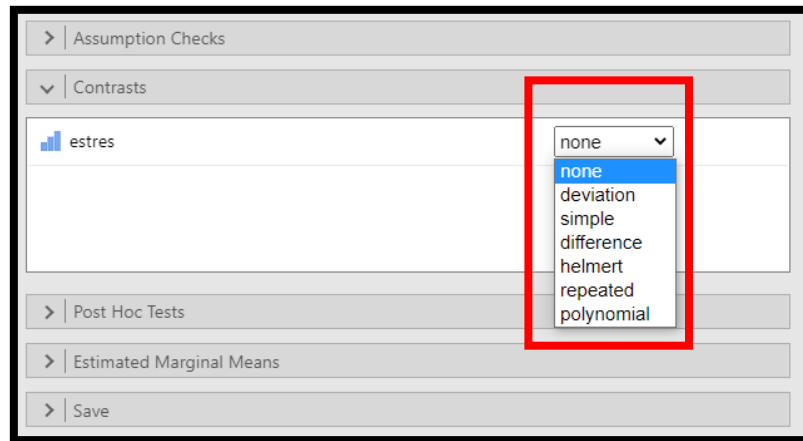 Assumption Checks
Contrasts
estres none
none
deviation
simple
difference
helmert
repeated
polynomial
Post Hoc Tests
Estimated Marginal Means
Save